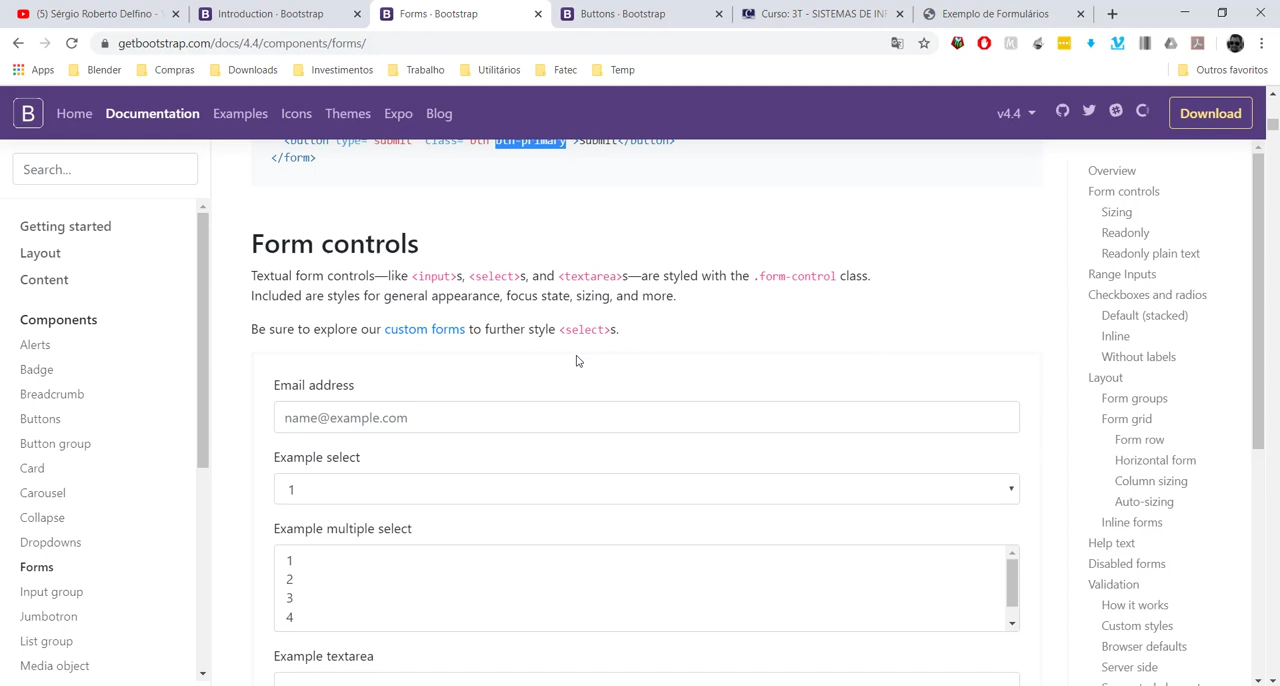 (5) Sérgio Roberto Delfino -
Introduction · Bootstrap
Forms · Bootstrap
Buttons · Bootstrap
Curso: 3T - SISTEMAS DE INF
Exemplo de Formulários
getbootstrap.com/docs/4.4/components/forms/
Apps
Blender
Compras
Downloads
Investimentos
Trabalho
Utilitários
Fatec
Temp
Outros favoritos
B
Home
Documentation
Examples
Icons
Themes
Expo
Blog
v4.4
Download
Search...
Getting started
Layout
Content
Components
Alerts
Badge
Breadcrumb
Buttons
Button group
Card
Carousel
Collapse
Dropdowns
Forms
Input group
Jumbotron
List group
Media object
<button type="submit" class="btn btn-primary">Submit</button>
</form>
Form controls
Textual form controls—like <input>s, <select>s, and <textarea>s—are styled with the .form-control class.
Included are styles for general appearance, focus state, sizing, and more.
Be sure to explore our custom forms to further style <select>s.
Email address
name@example.com
Example select
1
Example multiple select
1
2
3
4
Example textarea
Overview
Form controls
Sizing
Readonly
Readonly plain text
Range Inputs
Checkboxes and radios
Default (stacked)
Inline
Without labels
Layout
Form groups
Form grid
Form row
Horizontal form
Column sizing
Auto-sizing
Inline forms
Help text
Disabled forms
Validation
How it works
Custom styles
Browser defaults
Server side